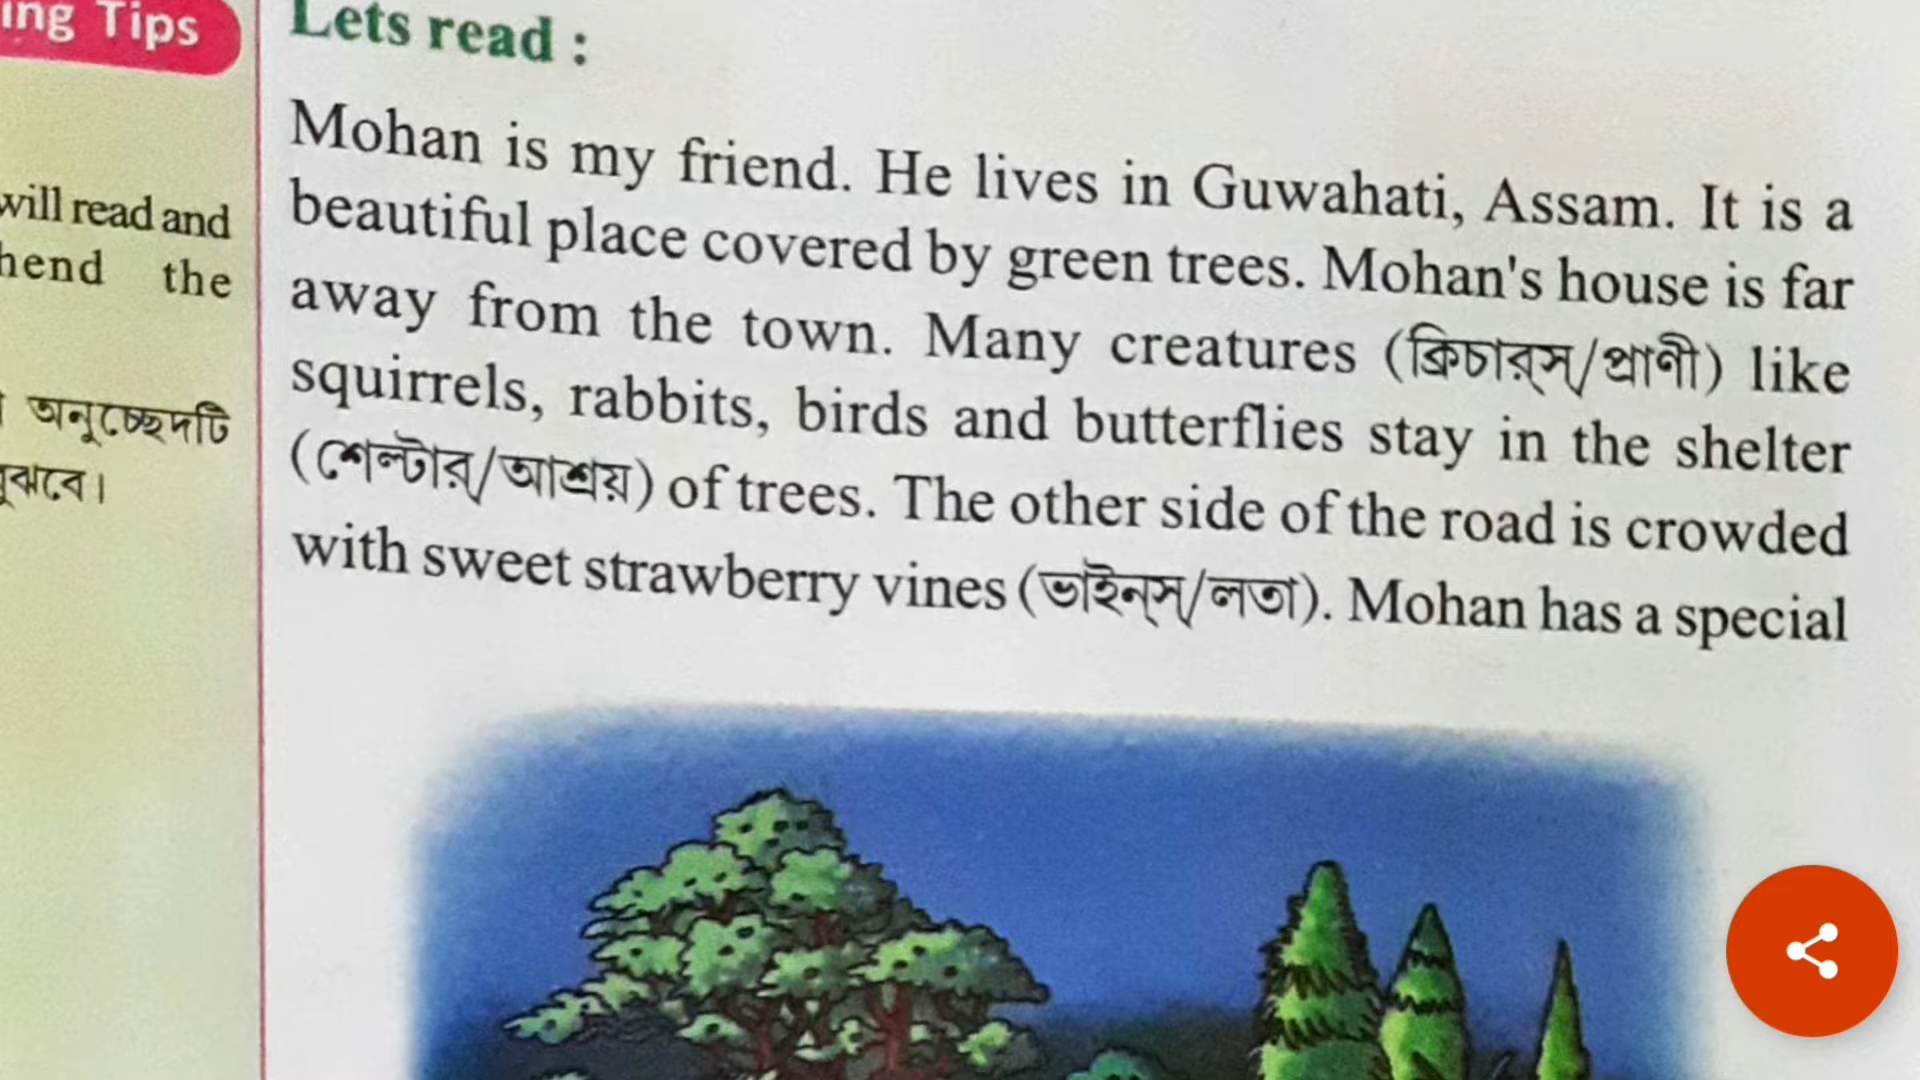 ing Tips
will read and
hend the
অনুচ্ছেদটি
বুঝবে।
Lets read :
Mohan is my friend. He lives in Guwahati, Assam. It is a
beautiful place covered by green trees. Mohan's house is far
away from the town. Many creatures (ক্রিচার্‌স্/প্রাণী) like
squirrels, rabbits, birds and butterflies stay in the shelter
(শেল্টার্/আশ্রয়) of trees. The other side of the road is crowded
with sweet strawberry vines (ভাইন্‌স্/লতা). Mohan has a special